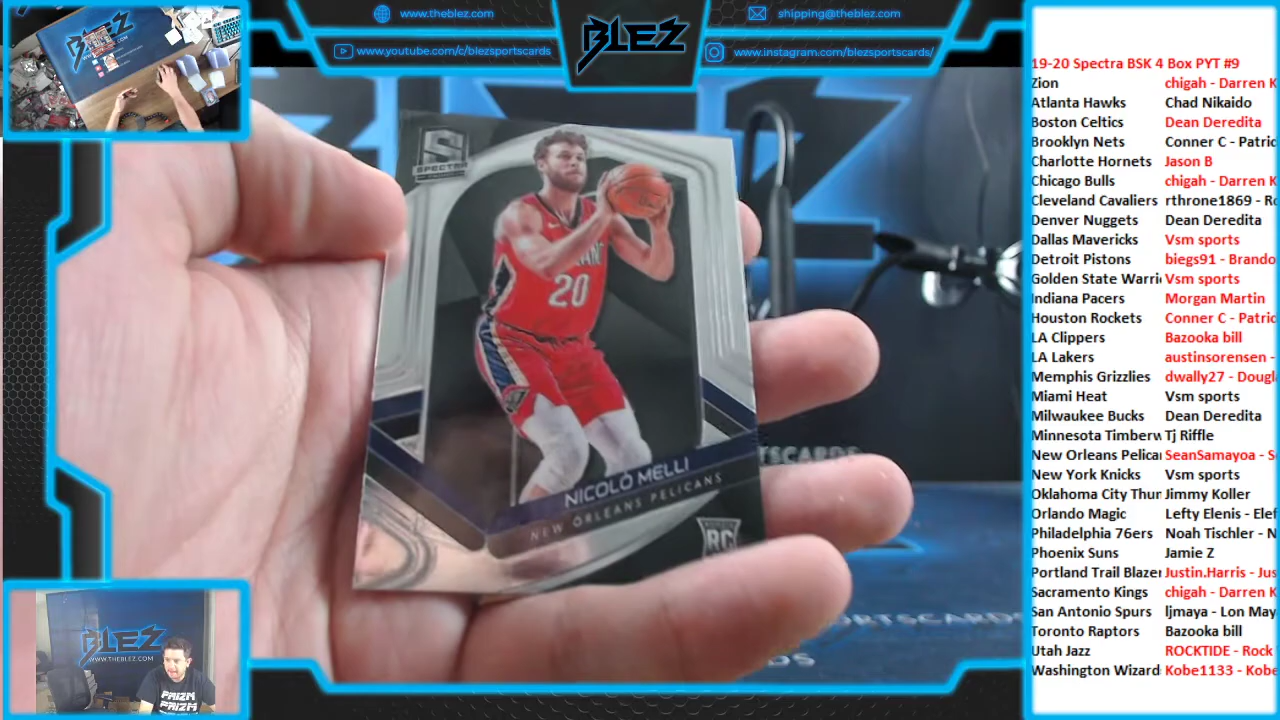 www.theblez.com
www.youtube.com/c/blezsportscards
BLEZ
shipping@theblez.com
www.instagram.com/blezsportscards/
SPECTRA
20
NICOLÒ MELLI
NEW ORLEANS PELICANS
RC
BLEZ
WWW.THEBLEZ.COM
PRIZM
PRIZM
19-20 Spectra BSK 4 Box PYT #9
Zion chigah - Darren K
Atlanta Hawks Chad Nikaido
Boston Celtics Dean Deredita
Brooklyn Nets Conner C - Patric
Charlotte Hornets Jason B
Chicago Bulls chigah - Darren K
Cleveland Cavaliers rthrone1869 - Ro
Denver Nuggets Dean Deredita
Dallas Mavericks Vsm sports
Detroit Pistons biegs91 - Brando
Golden State Warri Vsm sports
Indiana Pacers Morgan Martin
Houston Rockets Conner C - Patric
LA Clippers Bazooka bill
LA Lakers austinsorensen -
Memphis Grizzlies dwally27 - Dougl
Miami Heat Vsm sports
Milwaukee Bucks Dean Deredita
Minnesota Timberw Tj Riffle
New Orleans Pelica SeanSamayoa - S
New York Knicks Vsm sports
Oklahoma City Thun Jimmy Koller
Orlando Magic Lefty Elenis - Elef
Philadelphia 76ers Noah Tischler - N
Phoenix Suns Jamie Z
Portland Trail Blazer Justin.Harris - Jus
Sacramento Kings chigah - Darren K
San Antonio Spurs ljmaya - Lon May
Toronto Raptors Bazooka bill
Utah Jazz ROCKTIDE - Rock
Washington Wizard Kobe1133 - Kobe